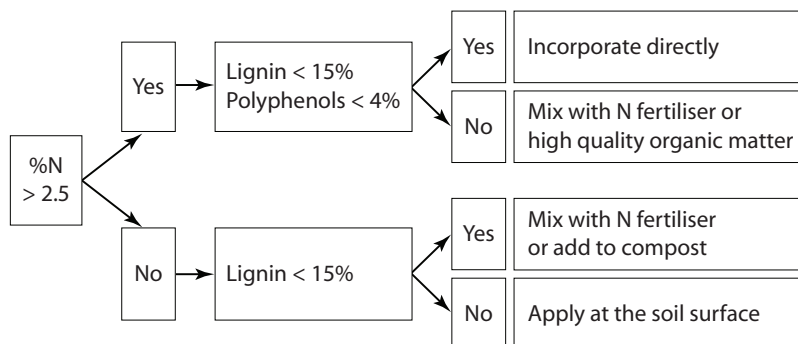 %N
> 2.5
Yes
Lignin < 15%
Polyphenols < 4%
Yes
Incorporate directly
No
Mix with N fertiliser or
high quality organic matter
No
Lignin < 15%
Yes
Mix with N fertiliser
or add to compost
No
Apply at the soil surface